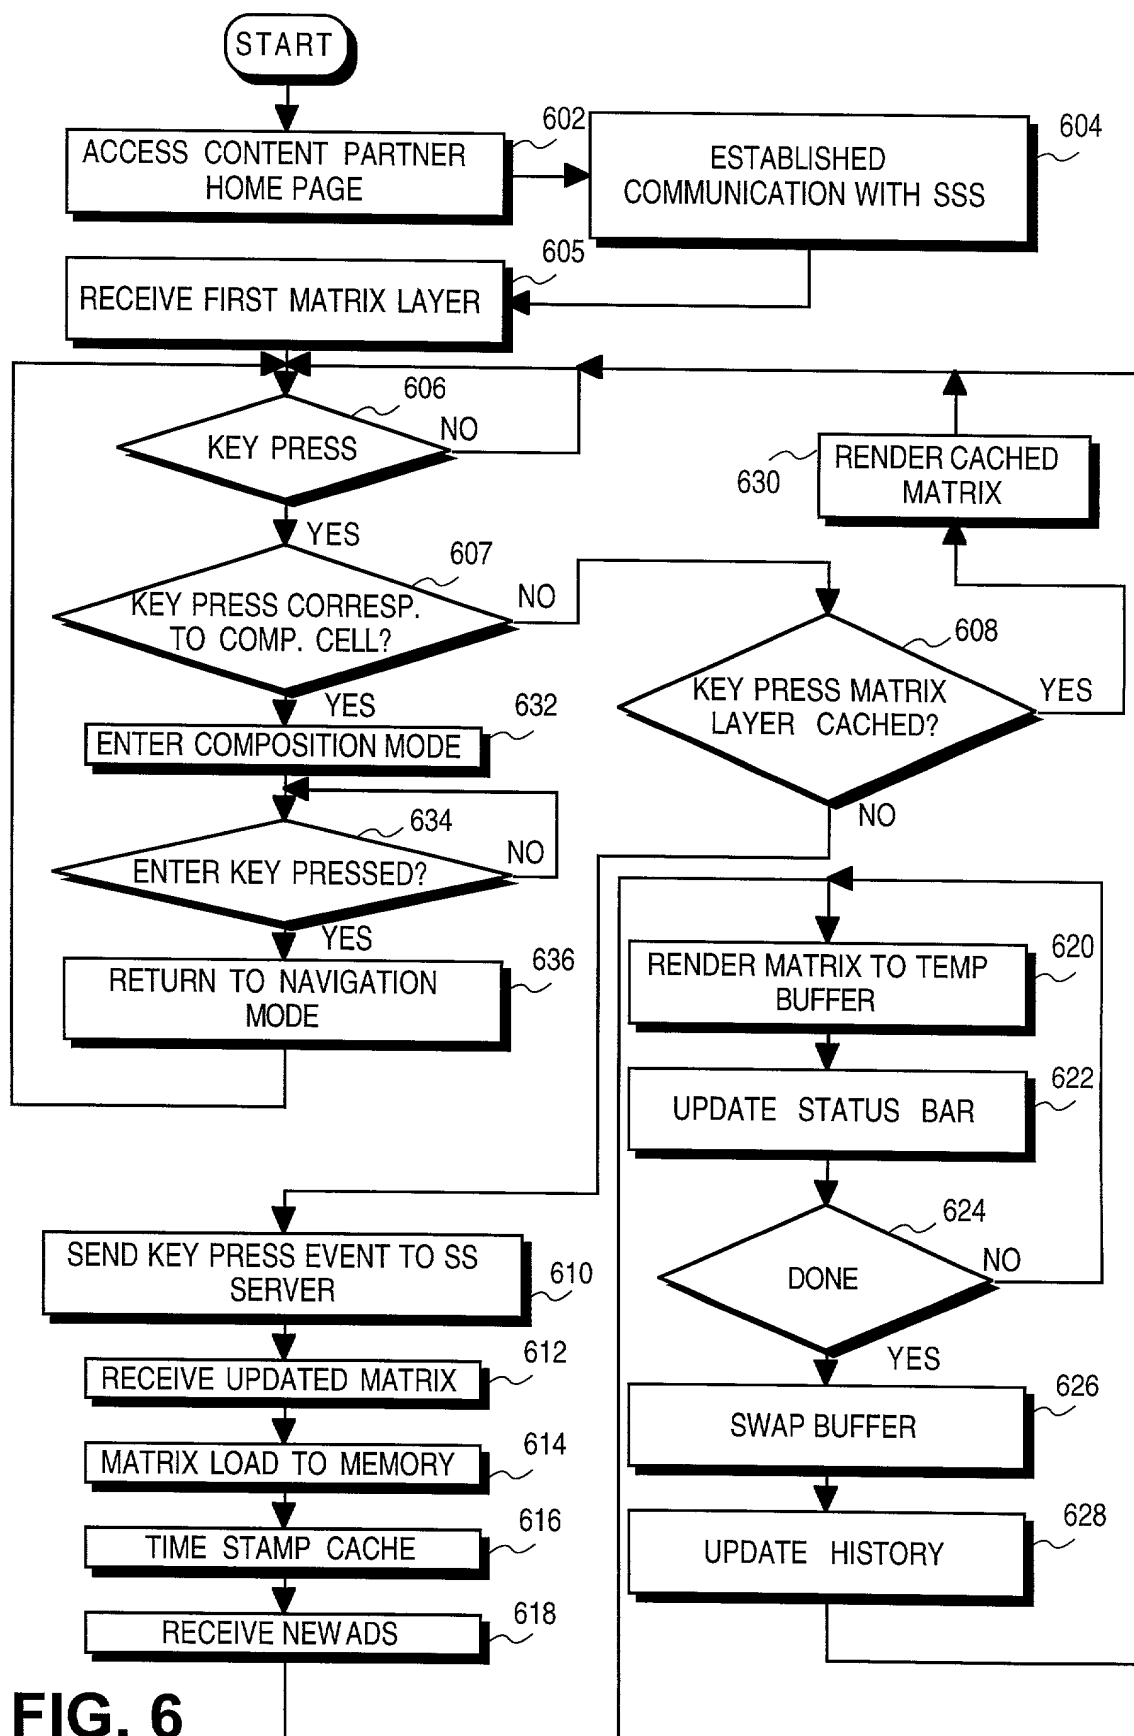 START
602
ACCESS CONTENT PARTNER
HOME PAGE
604
ESTABLISHED
COMMUNICATION WITH SSS
605
RECEIVE FIRST MATRIX LAYER
606
KEY PRESS
NO
YES
630
RENDER CACHED
MATRIX
607
KEY PRESS CORRESP.
TO COMP. CELL?
NO
YES
608
KEY PRESS MATRIX
LAYER CACHED?
YES
NO
632
ENTER COMPOSITION MODE
634
ENTER KEY PRESSED?
NO
YES
636
RETURN TO NAVIGATION
MODE
620
RENDER MATRIX TO TEMP
BUFFER
622
UPDATE STATUS BAR
624
DONE
NO
YES
SEND KEY PRESS EVENT TO SS
SERVER
610
612
RECEIVE UPDATED MATRIX
614
MATRIX LOAD TO MEMORY
616
TIME STAMP CACHE
618
RECEIVE NEW ADS
626
SWAP BUFFER
628
UPDATE HISTORY
FIG. 6